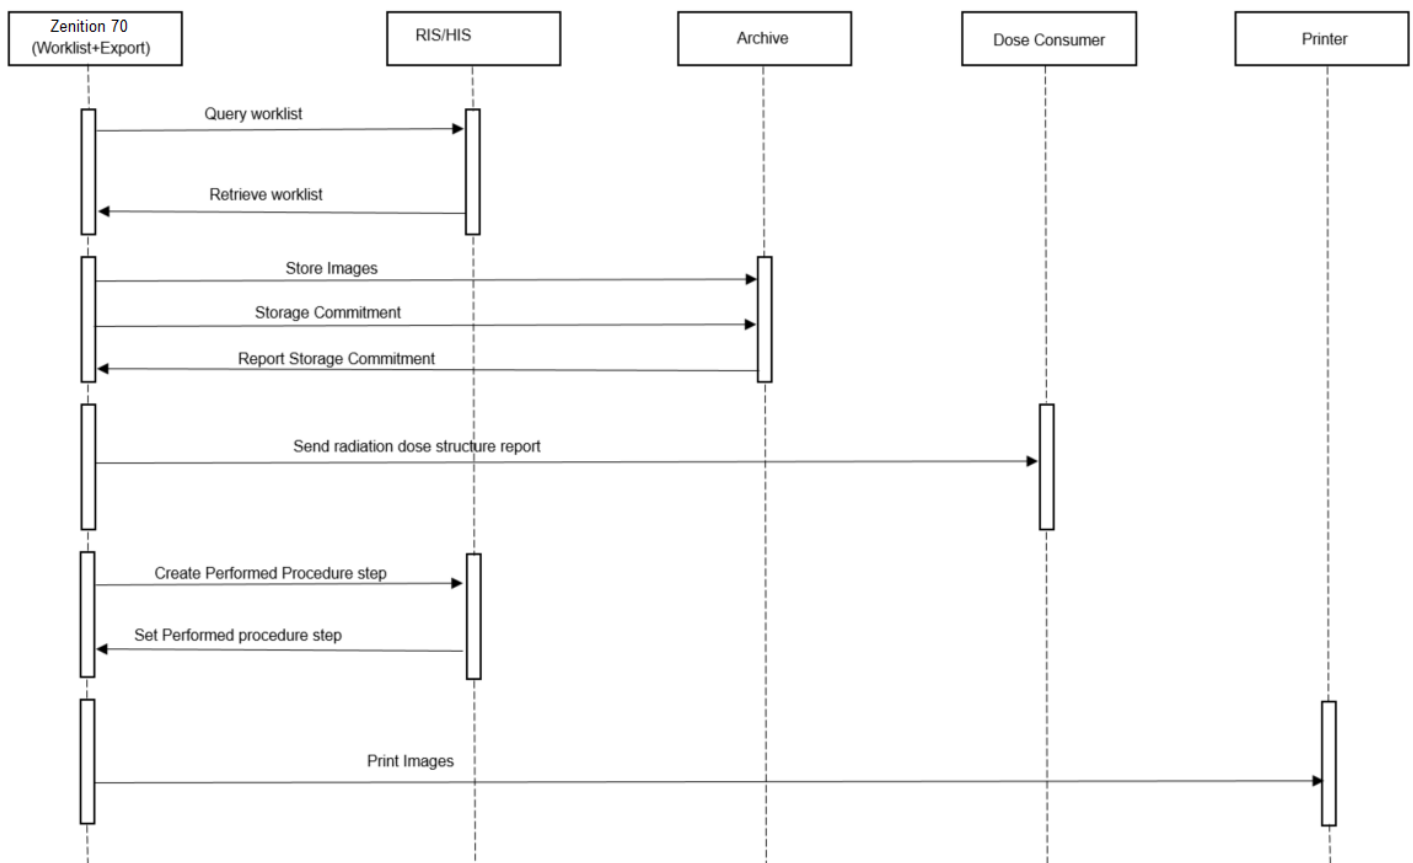 Zenition 70
(Worklist+Export)
RIS/HIS
Archive
Dose Consumer
Printer
Query worklist
Retrieve worklist
Store Images
Storage Commitment
Report Storage Commitment
Send radiation dose structure report
Create Performed Procedure step
Set Performed procedure step
Print Images